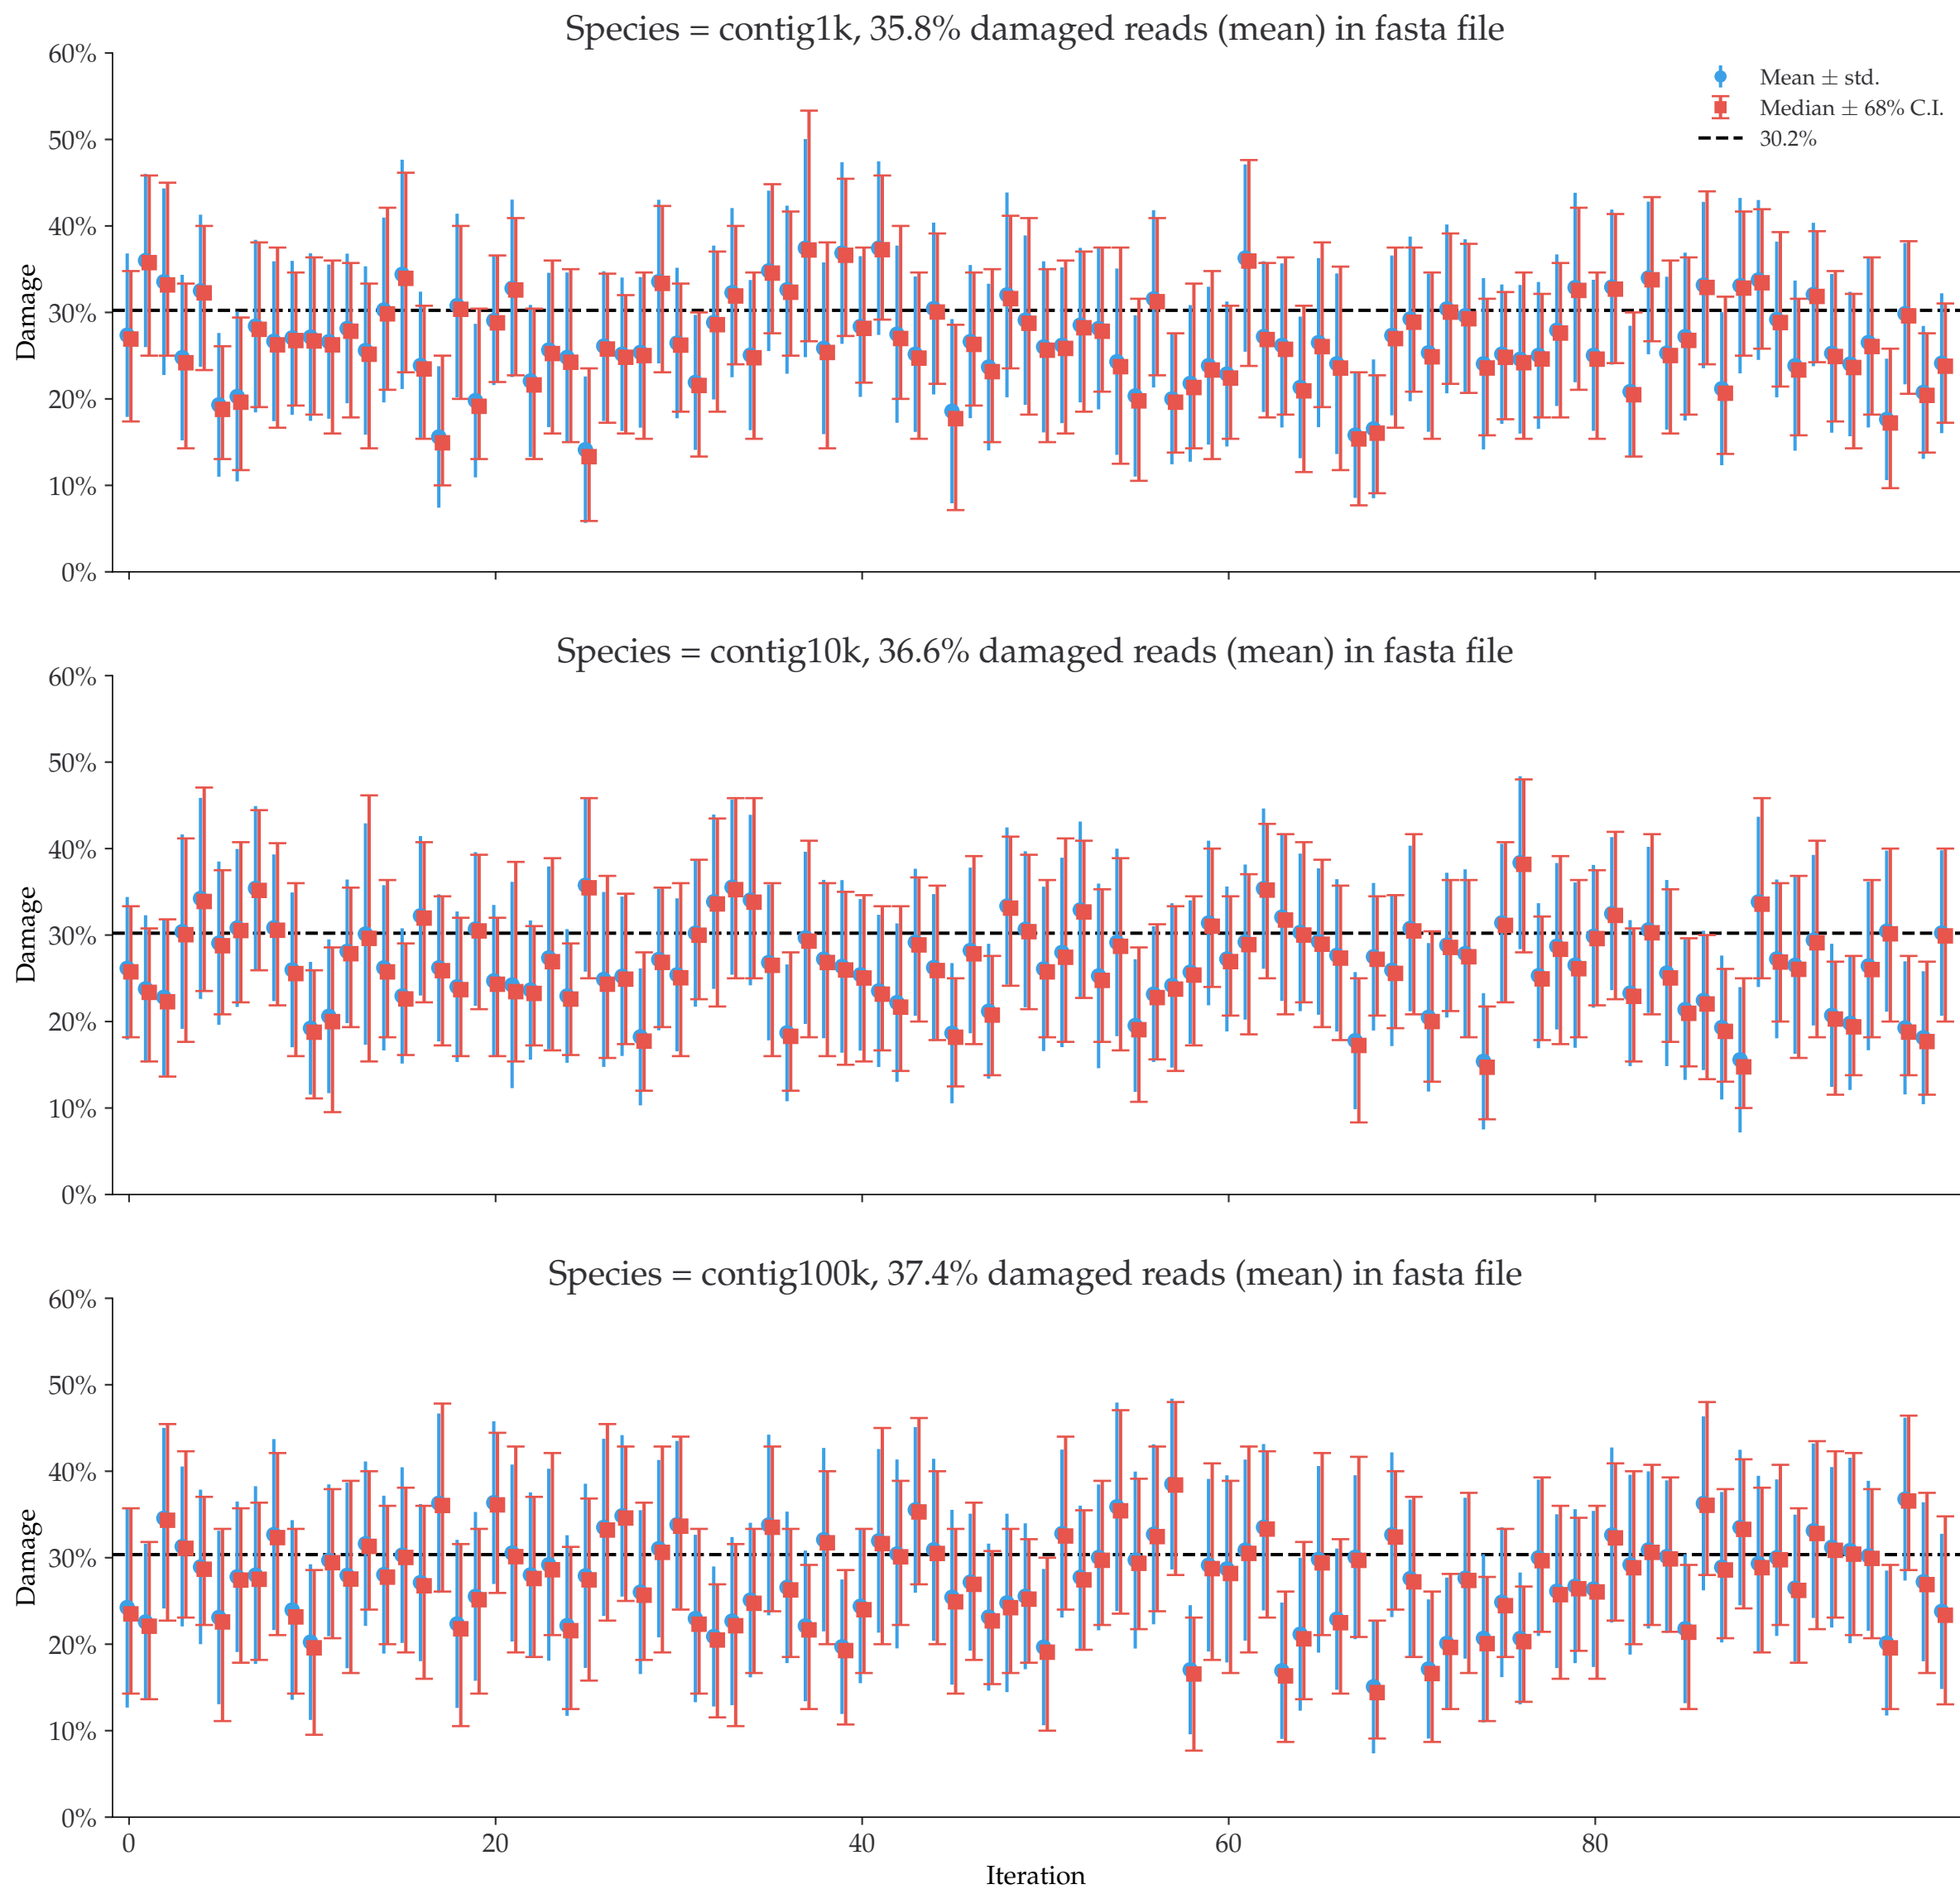 Species = contig1k, 35.8% damaged reads (mean) in fasta file
60%
50%
40%
30%
20%
10%
0%
Damage
Mean ± std.
Median ± 68% C.I.
30.2%
Species = contig10k, 36.6% damaged reads (mean) in fasta file
60%
50%
40%
30%
20%
10%
0%
Damage
Species = contig100k, 37.4% damaged reads (mean) in fasta file
60%
50%
40%
30%
20%
10%
0%
Damage
0 20 40 60 80
Iteration